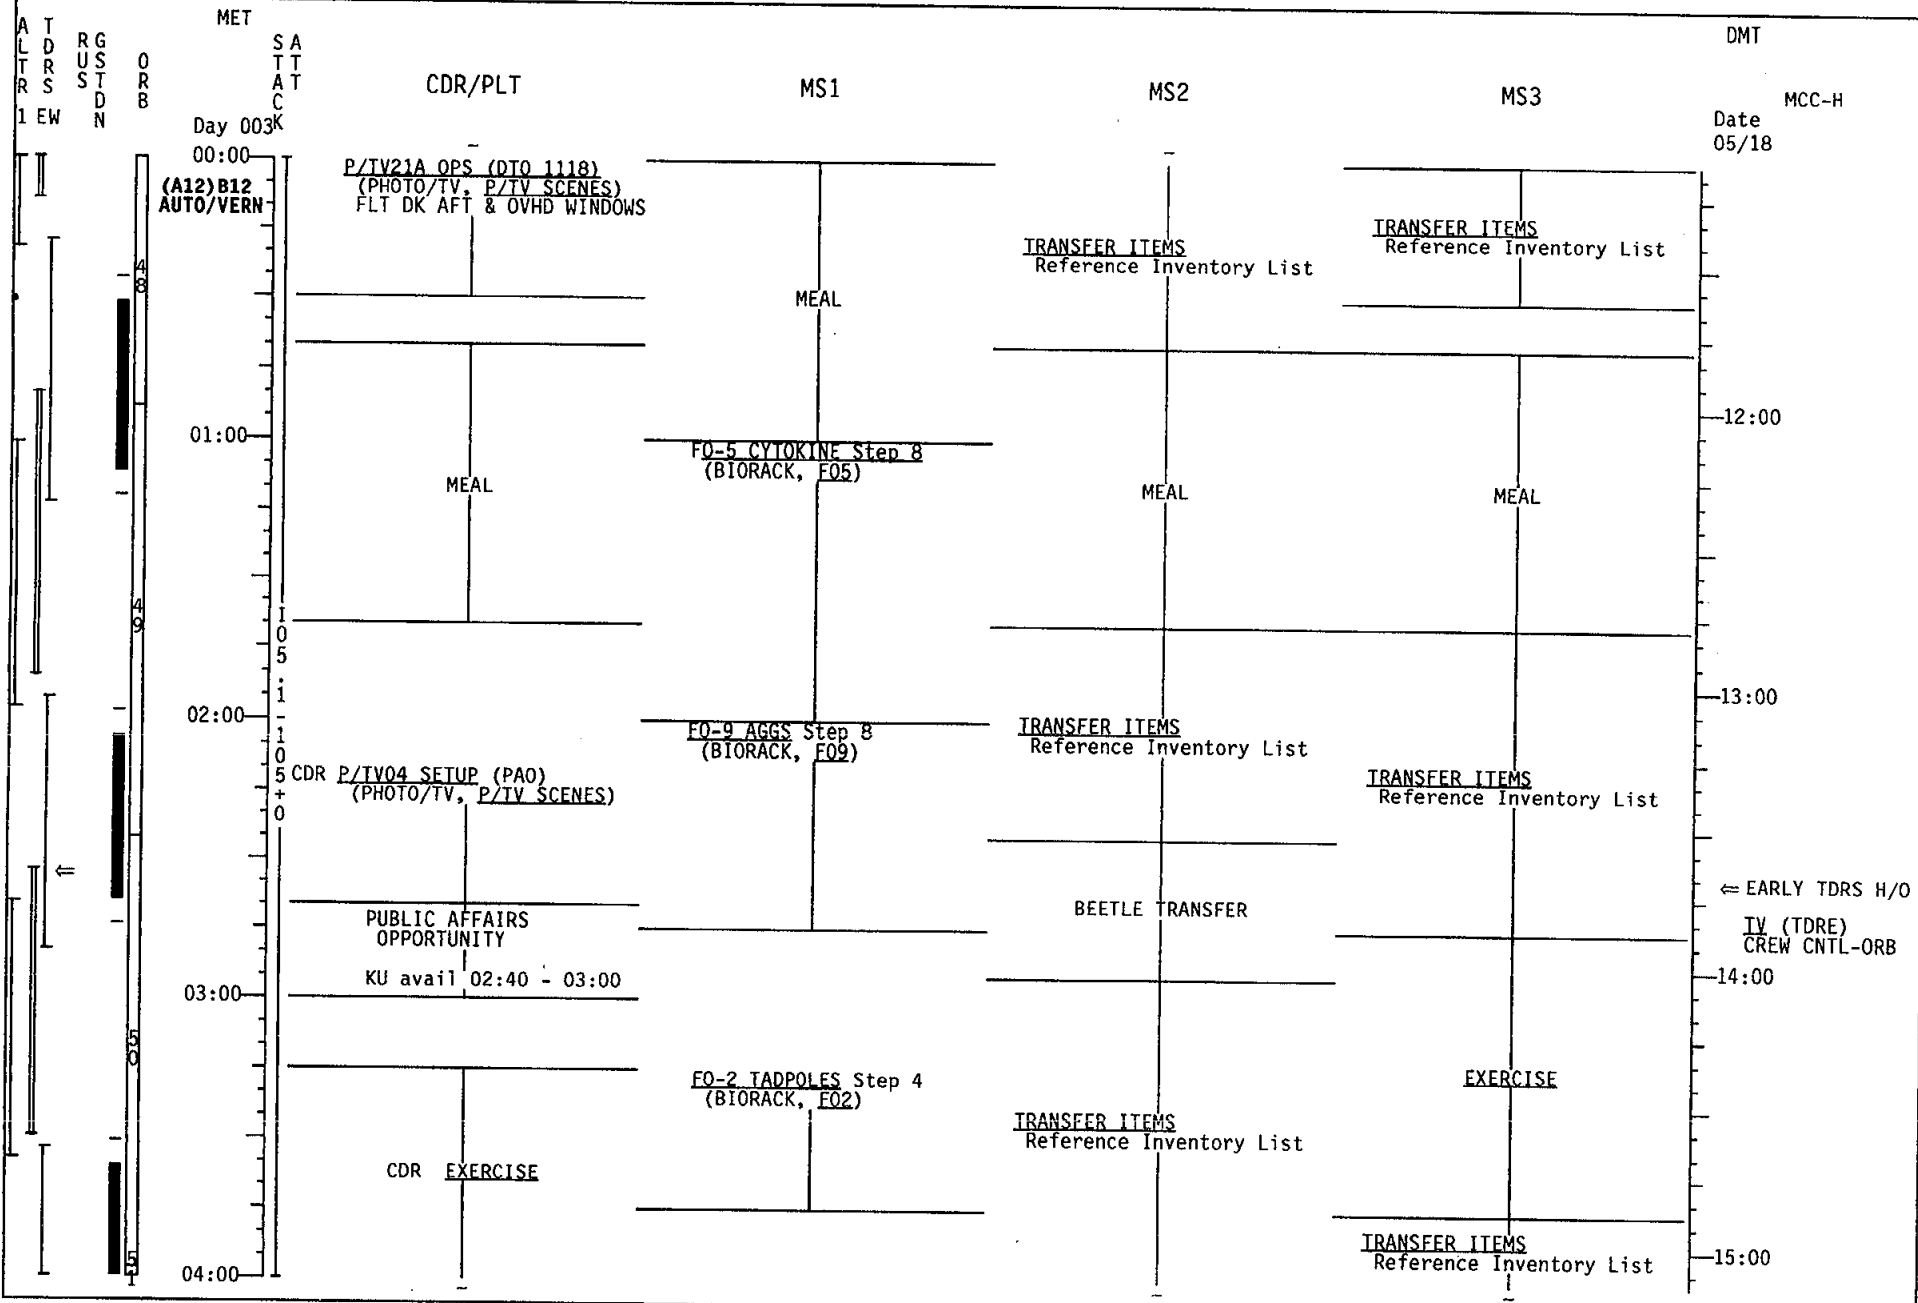 MET
DMT
ALTR 1
TDRS EW
RUS
GSTDN
ORB
STACK
ATT
CDR/PLT
MS1
MS2
MS3
MCC-H
Day 003
Date
05/18
00:00
(A12)B12
AUTO/VERN
P/TV21A OPS (DTO 1118)
(PHOTO/TV, P/TV SCENES)
FLT DK AFT & OVHD WINDOWS
TRANSFER ITEMS
Reference Inventory List
TRANSFER ITEMS
Reference Inventory List
48
MEAL
12:00
01:00
FO-5 CYTOKINE Step 8
(BIORACK, FO5)
MEAL
MEAL
MEAL
49
I05.1-105+0
13:00
02:00
FO-9 AGGS Step 8
(BIORACK, FO9)
TRANSFER ITEMS
Reference Inventory List
CDR P/TV04 SETUP (PAO)
(PHOTO/TV, P/TV SCENES)
TRANSFER ITEMS
Reference Inventory List
⇐
⇐ EARLY TDRS H/O
PUBLIC AFFAIRS
OPPORTUNITY
BEETLE TRANSFER
TV (TDRE)
CREW CNTL-ORB
KU avail 02:40 - 03:00
14:00
03:00
50
FO-2 TADPOLES Step 4
(BIORACK, FO2)
EXERCISE
TRANSFER ITEMS
Reference Inventory List
CDR EXERCISE
TRANSFER ITEMS
Reference Inventory List
15:00
51
04:00